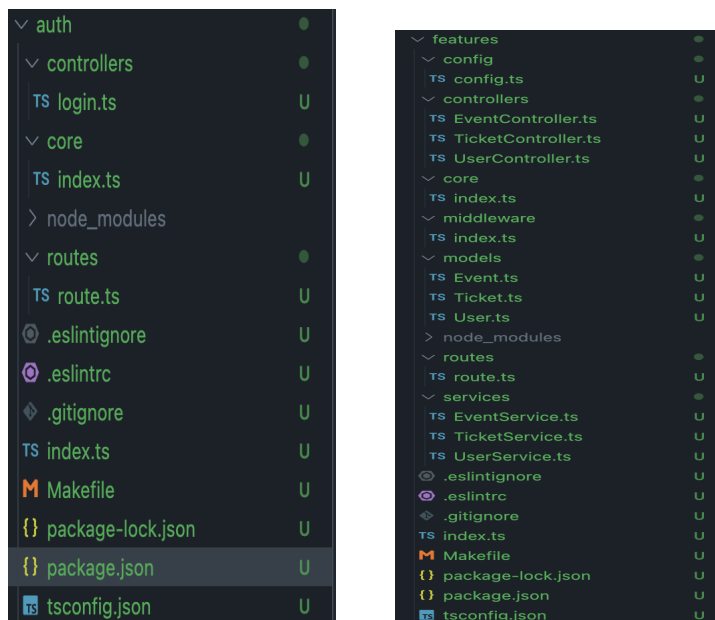 auth
controllers
TS login.ts U
core
TS index.ts U
node_modules
routes
TS route.ts U
.eslintignore U
.eslintrc U
.gitignore U
TS index.ts U
M Makefile U
{} package-lock.json U
{} package.json U
TS tsconfig.json U
features
config
TS config.ts U
controllers
TS EventController.ts U
TS TicketController.ts U
TS UserController.ts U
core
TS index.ts U
middleware
TS index.ts U
models
TS Event.ts U
TS Ticket.ts U
TS User.ts U
node_modules
routes
TS route.ts U
services
TS EventService.ts U
TS TicketService.ts U
TS UserService.ts U
.eslintignore U
.eslintrc U
.gitignore U
TS index.ts U
M Makefile U
{} package-lock.json U
{} package.json U
TS tsconfig.json U